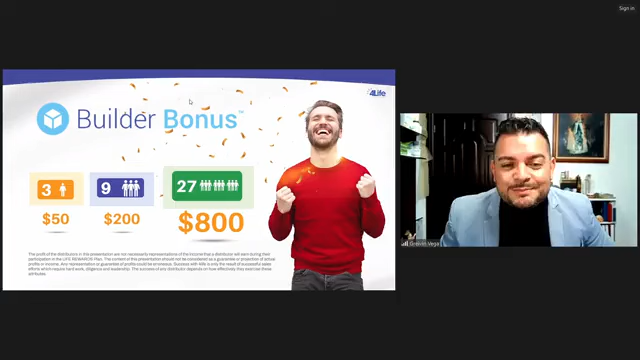 Sign in
4Life
Builder Bonus™
3
9
27
$50
$200
$800
The profit of the distributors in this presentation are non necessarily representations of the income that a distributor will earn during their
participation in the LIFE REWARDS Plan. The content of this presentation should not be considered as a guarantee or projection of actual
profits or income. Any representation or guarantee of profits could be erroneous. Success with 4life is only the result of successful sales
efforts which require hard work, diligence and leadership. The success of any distributor depends on how effectively they exercise these
attributes.
Greivin Vega